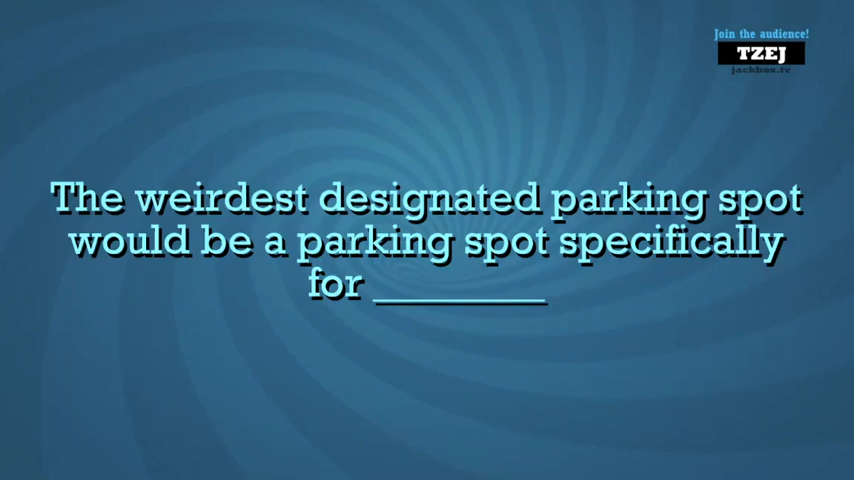 Join the audience!
TZEJ
jackbox.tv
The weirdest designated parking spot
would be a parking spot specifically
for ________